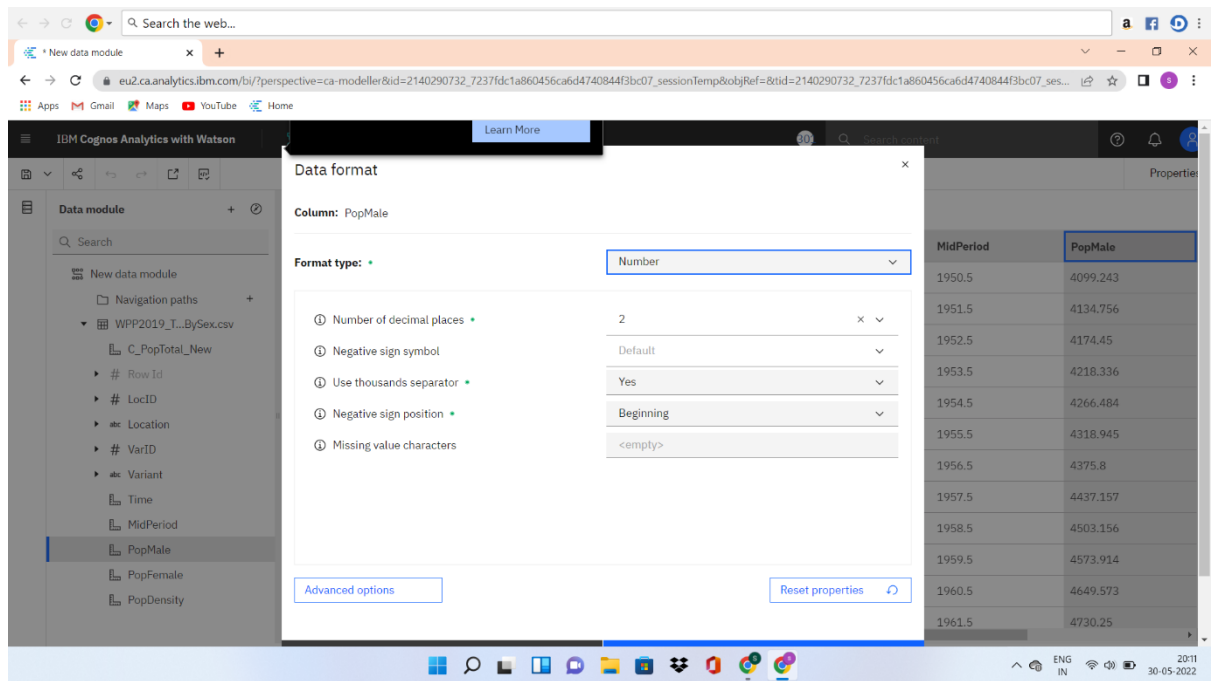 Search the web...
* New data module
eu2.ca.analytics.ibm.com/bi/?perspective=ca-modeller&id=2140290732_7237fdc1a860456ca6d4740844f3bc07_sessionTemp&objRef=&tid=2140290732_7237fdc1a860456ca6d4740844f3bc07_ses...
Apps Gmail Maps YouTube Home
Learn More
IBM Cognos Analytics with Watson
Search content
Properties
Data module
Search
New data module
Navigation paths
WPP2019_T...BySex.csv
C_PopTotal_New
# Row Id
# LocID
abc Location
# VarID
abc Variant
Time
MidPeriod
PopMale
PopFemale
PopDensity
Data format
Column: PopMale
Format type: Number
Number of decimal places 2
Negative sign symbol Default
Use thousands separator Yes
Negative sign position Beginning
Missing value characters <empty>
Advanced options
Reset properties
MidPeriod PopMale
1950.5 4099.243
1951.5 4134.756
1952.5 4174.45
1953.5 4218.336
1954.5 4266.484
1955.5 4318.945
1956.5 4375.8
1957.5 4437.157
1958.5 4503.156
1959.5 4573.914
1960.5 4649.573
1961.5 4730.25
ENG
IN
20:11
30-05-2022